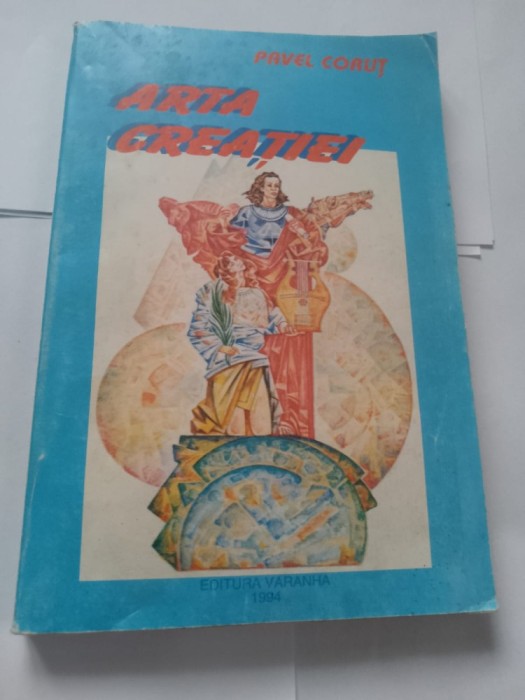 PAVEL CORUȚ
ARTA
CREAȚIEI
EDITURA VARANHA
1994